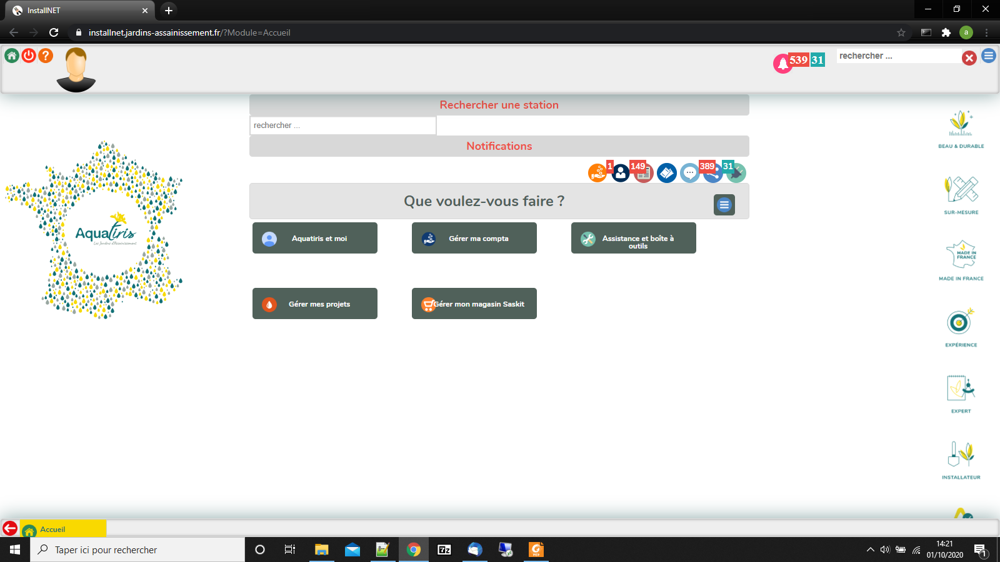 InstallNET
installnet.jardins-assainissement.fr/?Module=Accueil
a
?
539 31
rechercher ...
Rechercher une station
rechercher ...
Notifications
1
149
389
31
Que voulez-vous faire ?
Aquatiris et moi
Gérer ma compta
Assistance et boîte à
outils
Gérer mes projets
Gérer mon magasin Saskit
Aquatiris
Les Jardins d'Assainissement
BEAU & DURABLE
SUR-MESURE
MADE IN
FRANCE
MADE IN FRANCE
EXPÉRIENCE
EXPERT
INSTALLATEUR
Accueil
Taper ici pour rechercher
7z
14:21
01/10/2020
1